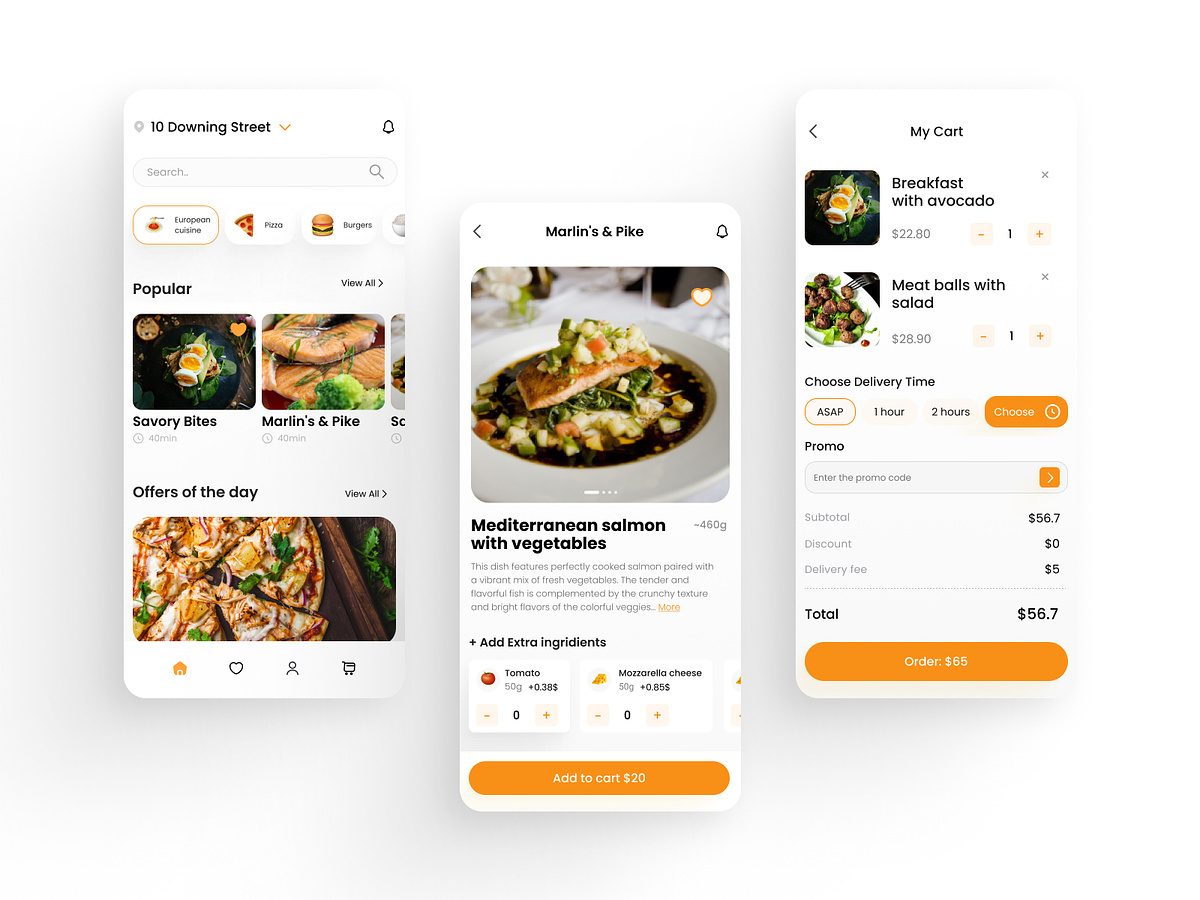 10 Downing Street
Search..
European
cuisine
Pizza
Burgers
Popular
View All
Savory Bites
40min
Marlin's & Pike
40min
Offers of the day
View All
Marlin's & Pike
Mediterranean salmon
with vegetables
~460g
This dish features perfectly cooked salmon paired with
a vibrant mix of fresh vegetables. The tender and
flavorful fish is complemented by the crunchy texture
and bright flavors of the colorful veggies... More
+ Add Extra ingridients
Tomato
50g +0.38$
- 0 +
Mozzarella cheese
50g +0.85$
- 0 +
Add to cart $20
My Cart
Breakfast
with avocado
$22.80
- 1 +
Meat balls with
salad
$28.90
- 1 +
Choose Delivery Time
ASAP
1 hour
2 hours
Choose
Promo
Enter the promo code
Subtotal $56.7
Discount $0
Delivery fee $5
Total $56.7
Order: $65